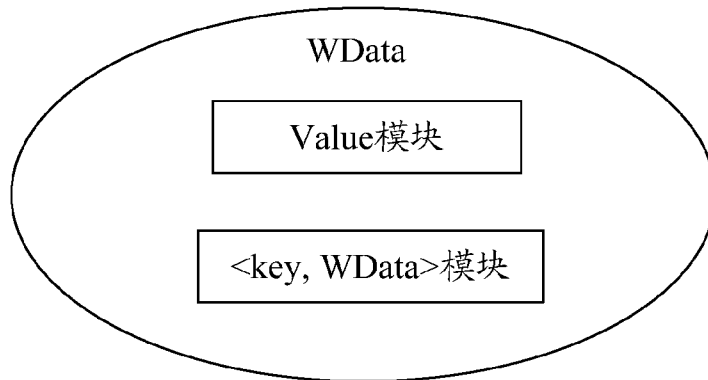 WData
Value模块
<key, WData>模块